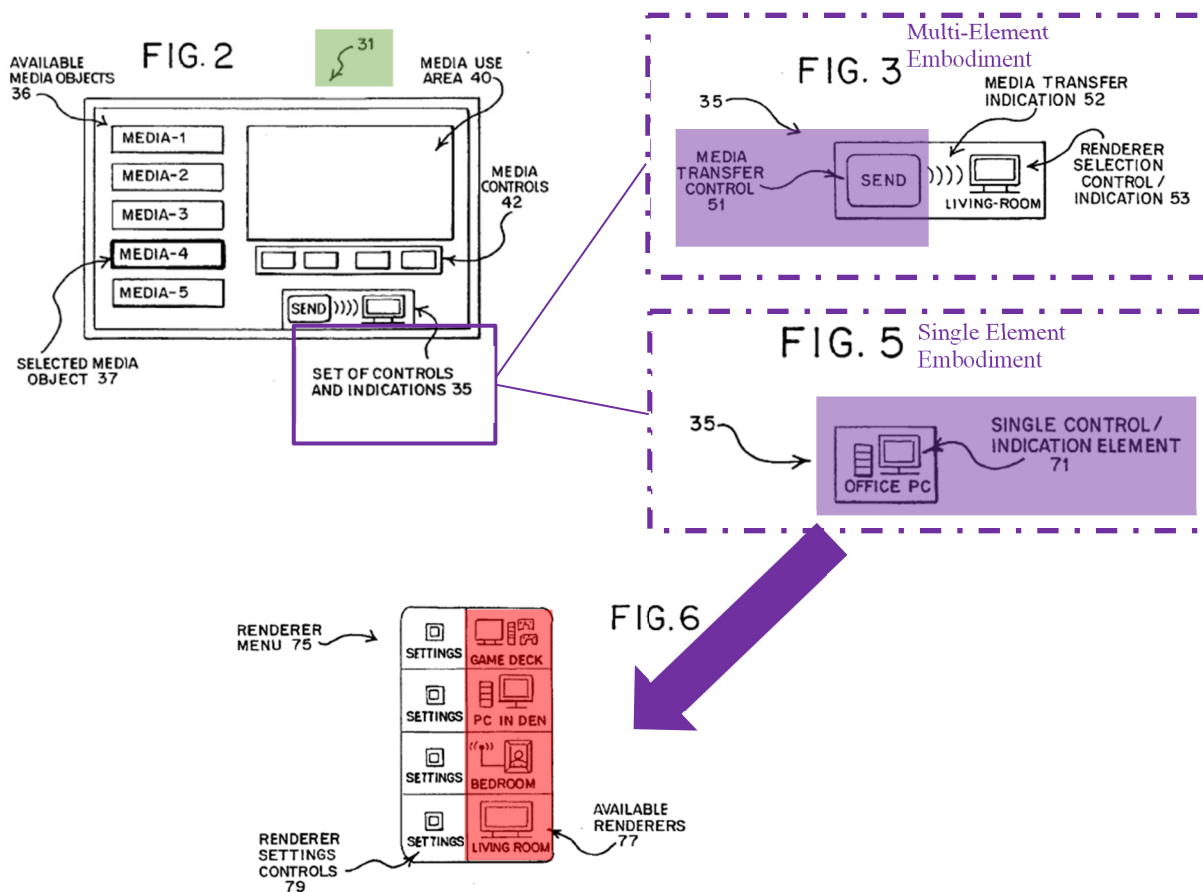 FIG. 2
31
AVAILABLE
MEDIA OBJECTS
36
MEDIA USE
AREA 40
MEDIA-1
MEDIA-2
MEDIA-3
MEDIA-4
MEDIA-5
MEDIA
CONTROLS
42
SEND
SELECTED MEDIA
OBJECT 37
SET OF CONTROLS
AND INDICATIONS 35
Multi-Element
Embodiment
FIG. 3
35
MEDIA TRANSFER
INDICATION 52
MEDIA
TRANSFER
CONTROL
51
SEND
LIVING-ROOM
RENDERER
SELECTION
CONTROL/
INDICATION 53
FIG. 5
Single Element
Embodiment
35
OFFICE PC
SINGLE CONTROL/
INDICATION ELEMENT
71
FIG.6
RENDERER
MENU 75
SETTINGS
GAME DECK
SETTINGS
PC IN DEN
SETTINGS
BEDROOM
SETTINGS
LIVING ROOM
AVAILABLE
RENDERERS
77
RENDERER
SETTINGS
CONTROLS
79